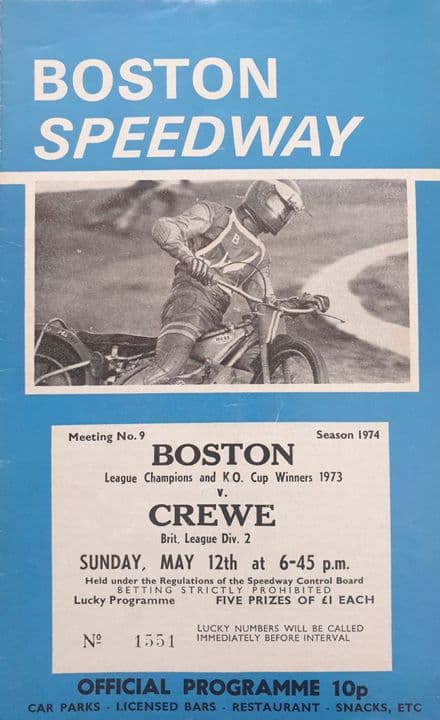 BOSTON
SPEEDWAY
B
Meeting No. 9 Season 1974
BOSTON
League Champions and K.O. Cup Winners 1973
v.
CREWE
Brit. League Div. 2
SUNDAY, MAY 12th at 6-45 p.m.
Held under the Regulations of the Speedway Control Board
BETTING STRICTLY PROHIBITED
Lucky Programme FIVE PRIZES OF £1 EACH
Nº 1551
LUCKY NUMBERS WILL BE CALLED
IMMEDIATELY BEFORE INTERVAL
OFFICIAL PROGRAMME 10p
CAR PARKS - LICENSED BARS - RESTAURANT - SNACKS, ETC